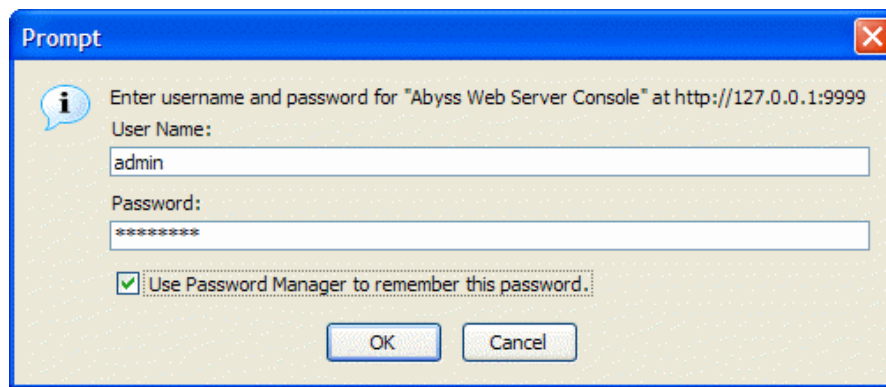 Prompt
Enter username and password for "Abyss Web Server Console" at http://127.0.0.1:9999
User Name:
admin
Password:
********
Use Password Manager to remember this password.
OK Cancel